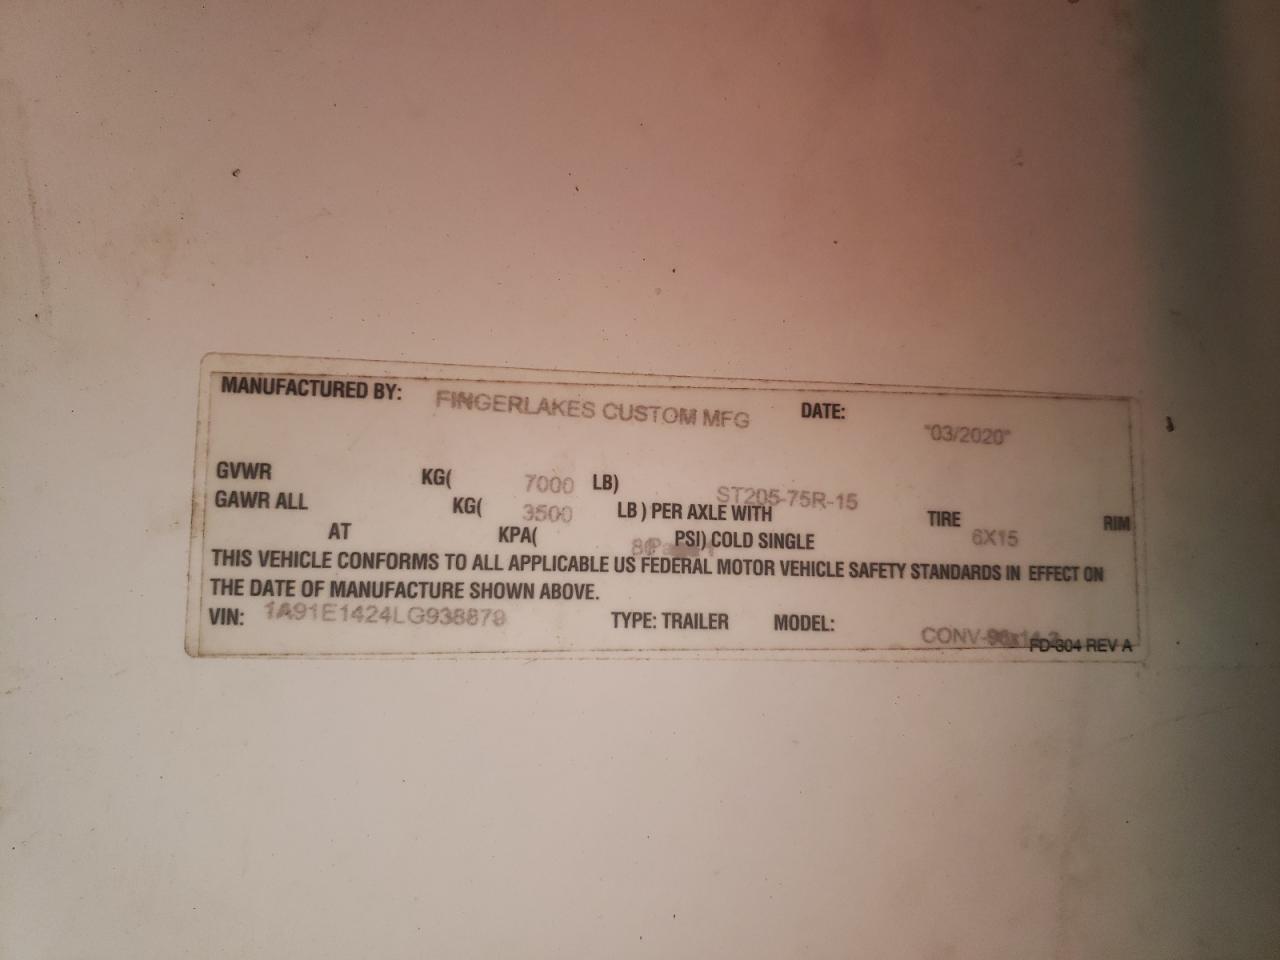 MANUFACTURED BY: FINGERLAKES CUSTOM MFG DATE: "03/2020"
GVWR KG( 7000 LB) ST205-75R-15
GAWR ALL KG( 3500 LB) PER AXLE WITH TIRE 6X15 RIM
AT KPA( PSI) COLD SINGLE
THIS VEHICLE CONFORMS TO ALL APPLICABLE US FEDERAL MOTOR VEHICLE SAFETY STANDARDS IN EFFECT ON
THE DATE OF MANUFACTURE SHOWN ABOVE.
VIN: 1A91E1424LG938879 TYPE: TRAILER MODEL:
FD-304 REV A